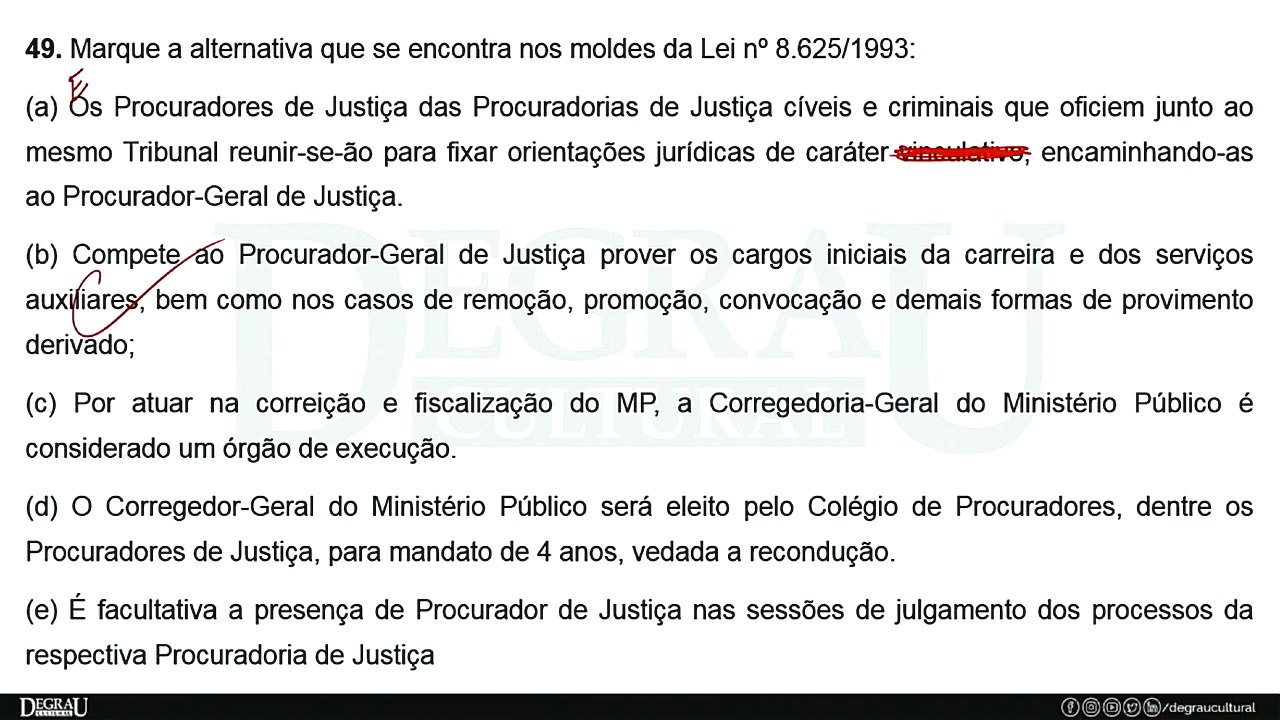 49. Marque a alternativa que se encontra nos moldes da Lei nº 8.625/1993:
E
(a) Os Procuradores de Justiça das Procuradorias de Justiça cíveis e criminais que oficiem junto ao
mesmo Tribunal reunir-se-ão para fixar orientações jurídicas de caráter vinculativo, encaminhando-as
ao Procurador-Geral de Justiça.
(b) Compete ao Procurador-Geral de Justiça prover os cargos iniciais da carreira e dos serviços
auxiliares, bem como nos casos de remoção, promoção, convocação e demais formas de provimento
derivado;
C
(c) Por atuar na correição e fiscalização do MP, a Corregedoria-Geral do Ministério Público é
considerado um órgão de execução.
(d) O Corregedor-Geral do Ministério Público será eleito pelo Colégio de Procuradores, dentre os
Procuradores de Justiça, para mandato de 4 anos, vedada a recondução.
(e) É facultativa a presença de Procurador de Justiça nas sessões de julgamento dos processos da
respectiva Procuradoria de Justiça
DEGRAU
CULTURAL
DEGRAU
CULTURAL
/degraucultural